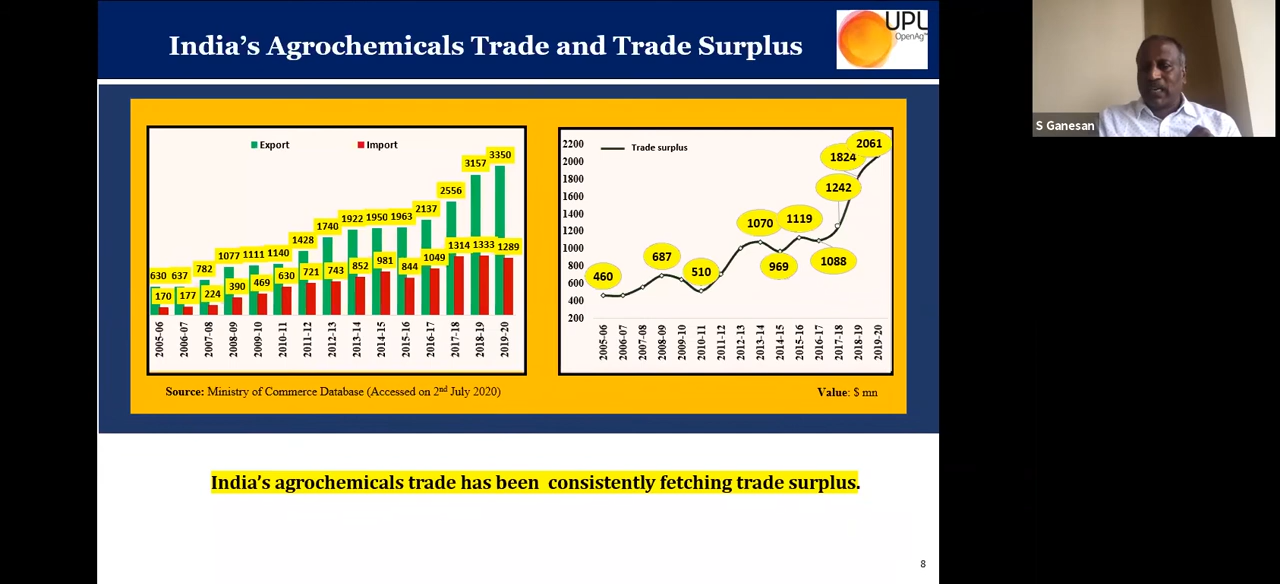 India's Agrochemicals Trade and Trade Surplus
UPL
OpenAg™
S Ganesan
Export Import
3350
3157
2556
2137
1922 1950 1963
1740
1428
1077 1111 1140
782
630 637
1314 1333 1289
1049
981
852 844
721 743
630
469
390
224
170 177
2005-06 2006-07 2007-08 2008-09 2009-10 2010-11 2011-12 2012-13 2013-14 2014-15 2015-16 2016-17 2017-18 2018-19 2019-20
Trade surplus
2200
2000
1800
1600
1400
1200
1000
800
600
400
200
460 687 510 1070 969 1119 1088 1242 1824 2061
2005-06 2006-07 2007-08 2008-09 2009-10 2010-11 2011-12 2012-13 2013-14 2014-15 2015-16 2016-17 2017-18 2018-19 2019-20
Source: Ministry of Commerce Database (Accessed on 2nd July 2020)
Value: $ mn
India's agrochemicals trade has been consistently fetching trade surplus.
8